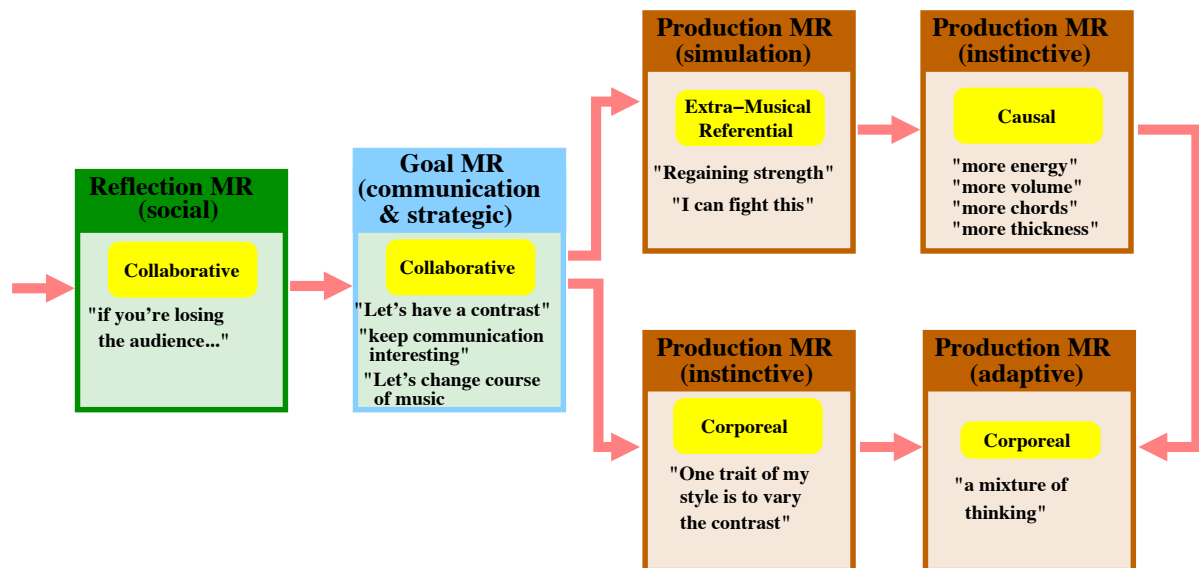 Reflection MR
(social)
Collaborative
"if you're losing
the audience..."
Goal MR
(communication
& strategic)
Collaborative
"Let's have a contrast"
"keep communication
interesting"
"Let's change course
of music
Production MR
(simulation)
Extra−Musical
Referential
"Regaining strength"
"I can fight this"
Production MR
(instinctive)
Causal
"more energy"
"more volume"
"more chords"
"more thickness"
Production MR
(instinctive)
Corporeal
"One trait of my
style is to vary
the contrast"
Production MR
(adaptive)
Corporeal
"a mixture of
thinking"